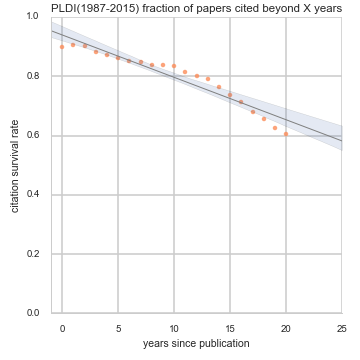 PLDI(1987-2015) fraction of papers cited beyond X years
1.0
0.8
0.6
0.4
0.2
0.0
citation survival rate
0 5 10 15 20 25
years since publication